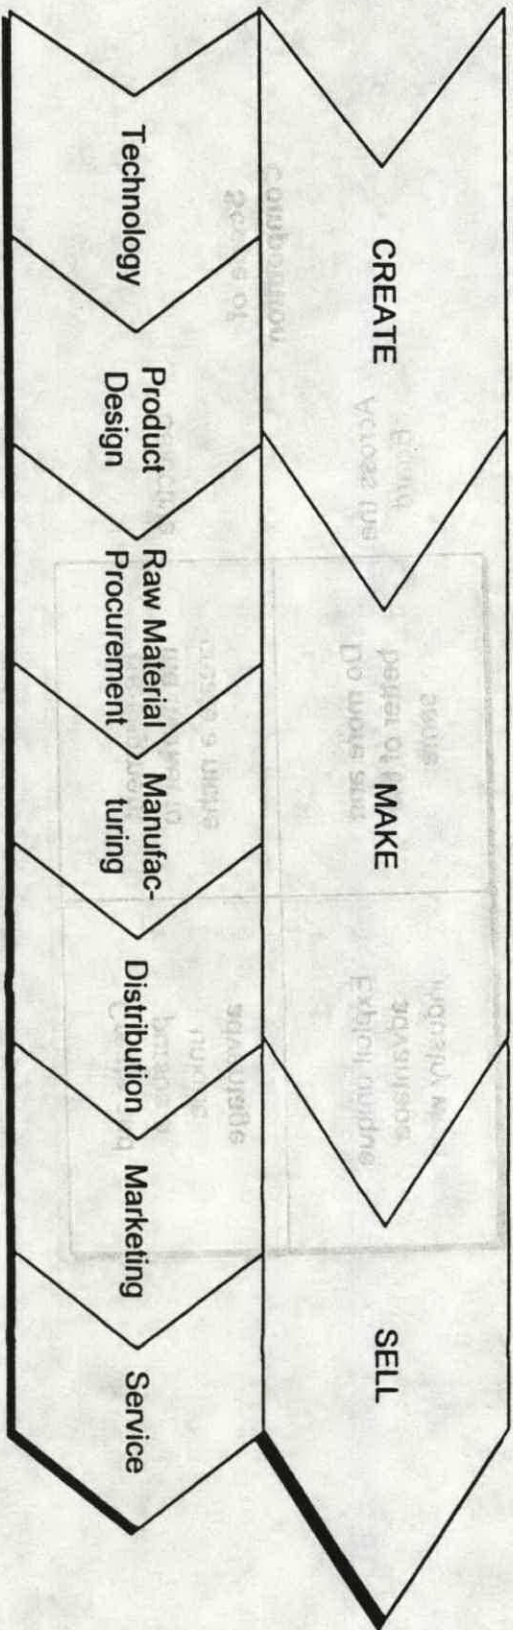 CREATE
MAKE
SELL
Technology
Product
Design
Raw Material
Procurement
Manufac-
turing
Distribution
Marketing
Service